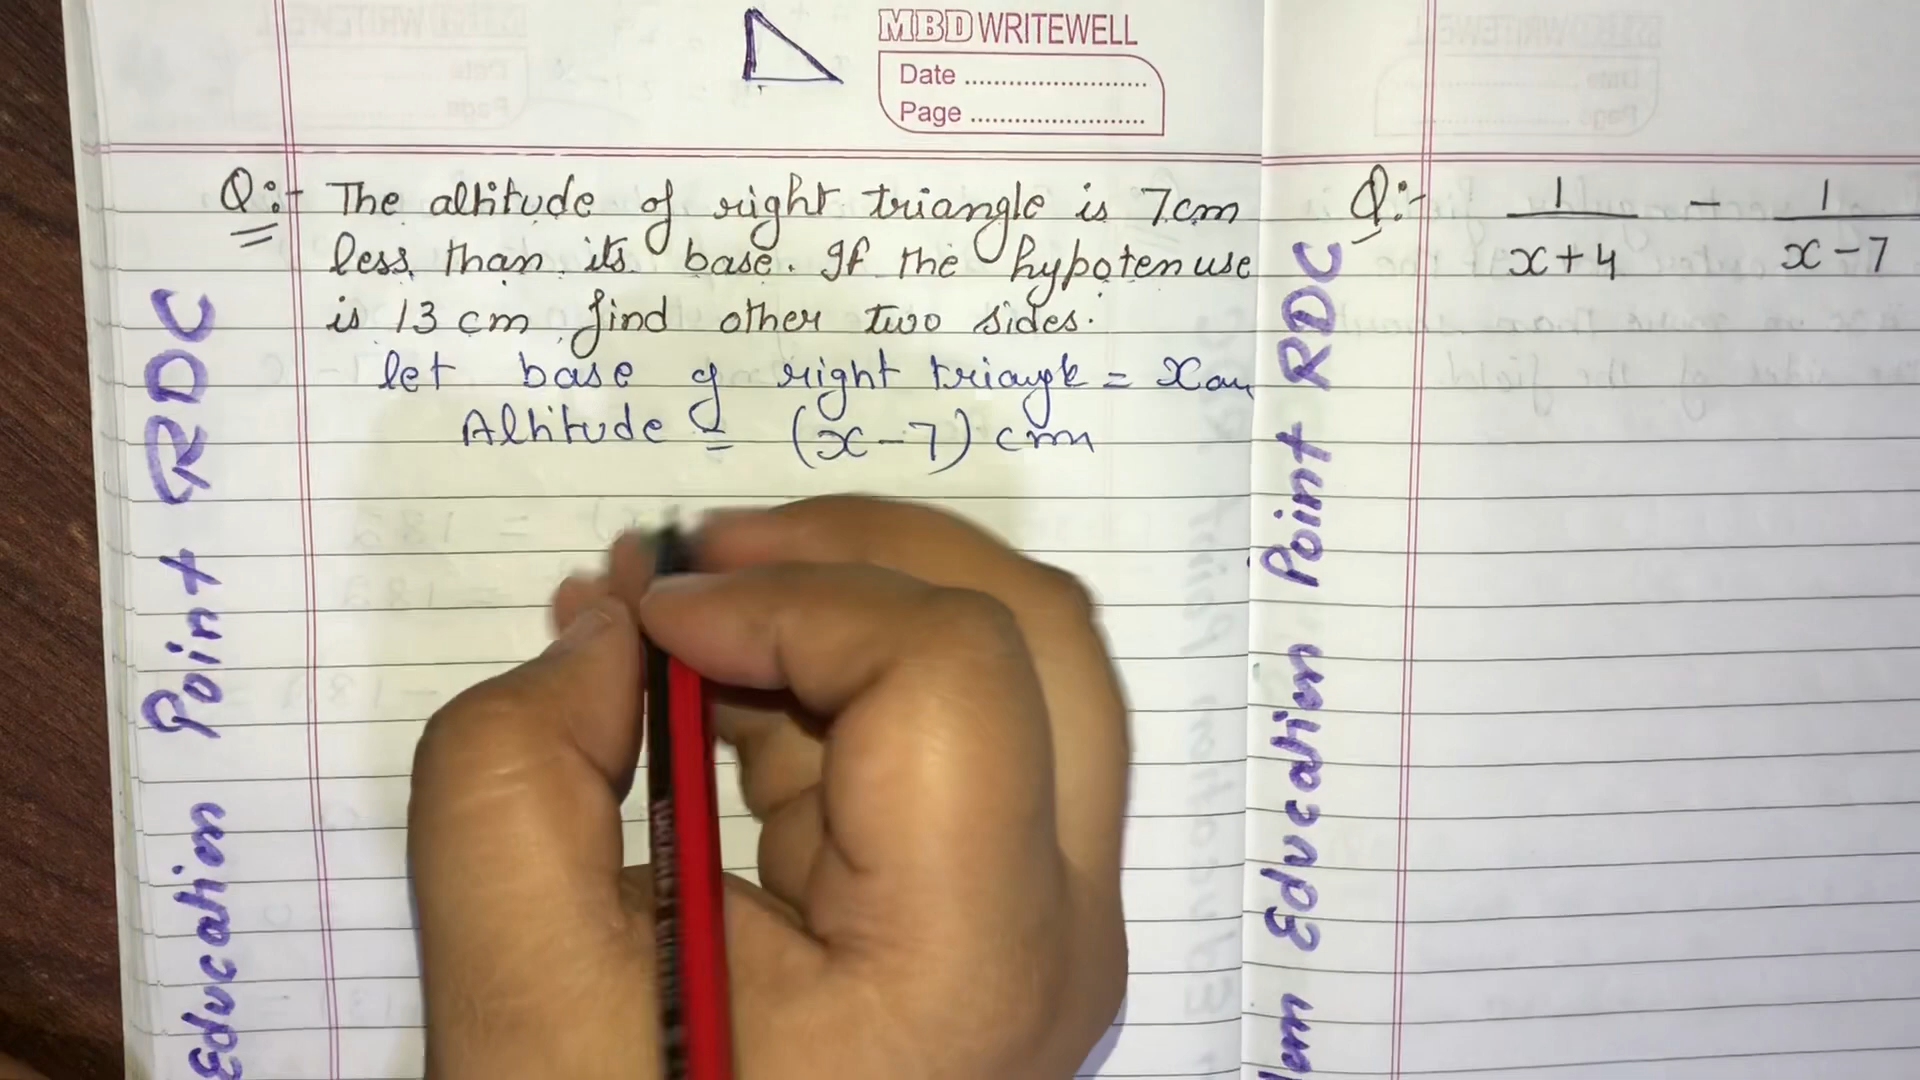 MBD WRITEWELL
Date
Page
Q:- The altitude of right triangle is 7cm
less than its base. If the hypotenuse
is 13 cm find other two sides.
let base of right triangle = x cm
Altitude = (x-7) cm
Education Point RDC
Q:- 1/(x+4) - 1/(x-7)
Education Point RDC